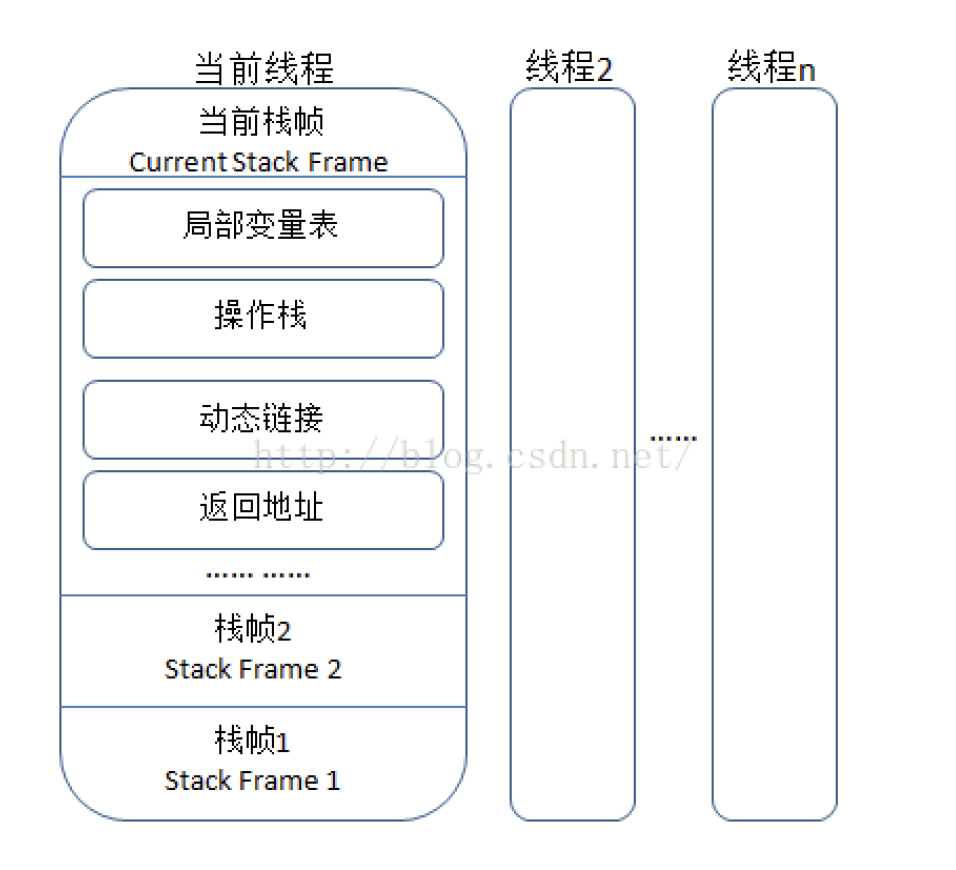 当前线程
线程2
线程n
当前栈帧
Current Stack Frame
局部变量表
操作栈
动态链接
http://blog.csdn.net/
......
返回地址
...... ......
栈帧2
Stack Frame 2
栈帧1
Stack Frame 1